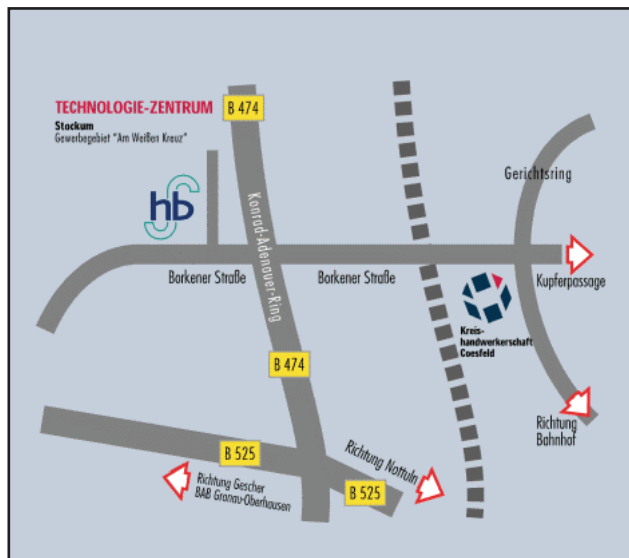 TECHNOLOGIE-ZENTRUM
Stockum
Gewerbegebiet "Am Weißen Kreuz"
B 474
hb
Konrad-Adenauer-Ring
Gerichtsring
Borkener Straße
Borkener Straße
Kupferpassage
Kreis-
handwerkerschaft
Coesfeld
B 474
Richtung
Bahnhof
B 525
Richtung Nottuln
B 525
Richtung Gescher
BAB Gronau-Oberhausen